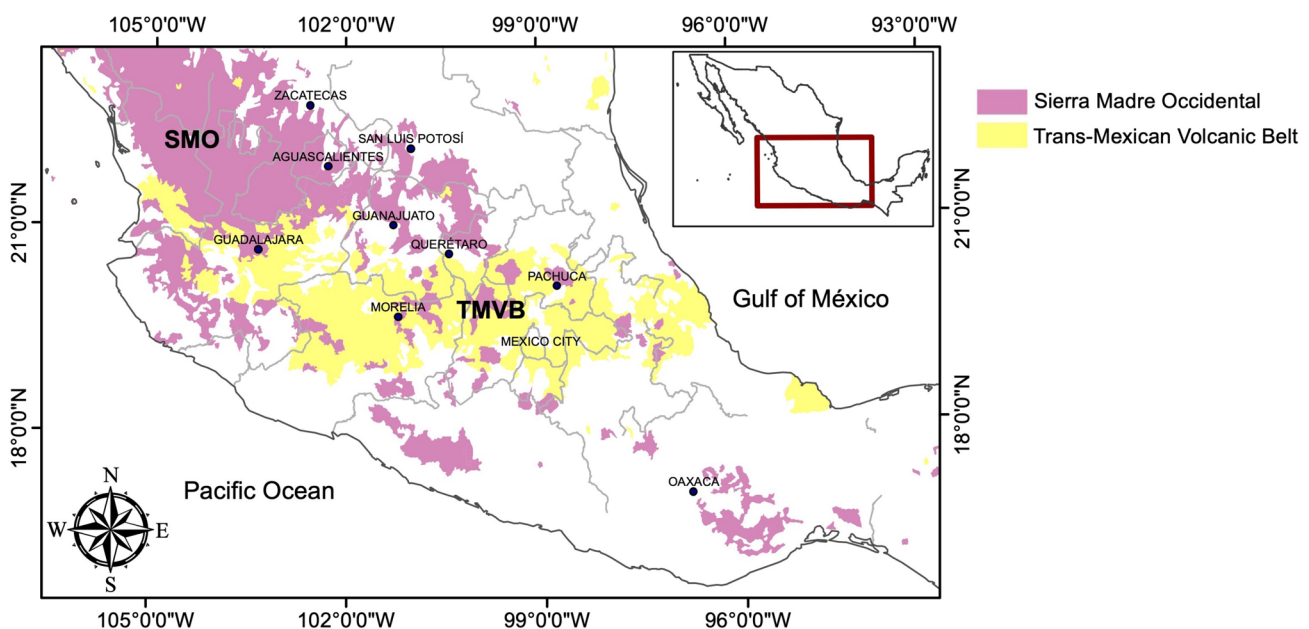 105°0'0"W
102°0'0"W
99°0'0"W
96°0'0"W
93°0'0"W
Sierra Madre Occidental
Trans-Mexican Volcanic Belt
ZACATECAS
SMO
SAN LUIS POTOSÍ
AGUASCALIENTES
21°0'0"N
21°0'0"N
GUANAJUATO
GUADALAJARA
QUERÉTARO
PACHUCA
Gulf of México
MORELIA
TMVB
MEXICO CITY
18°0'0"N
18°0'0"N
OAXACA
Pacific Ocean
N
W
E
S
105°0'0"W
102°0'0"W
99°0'0"W
96°0'0"W